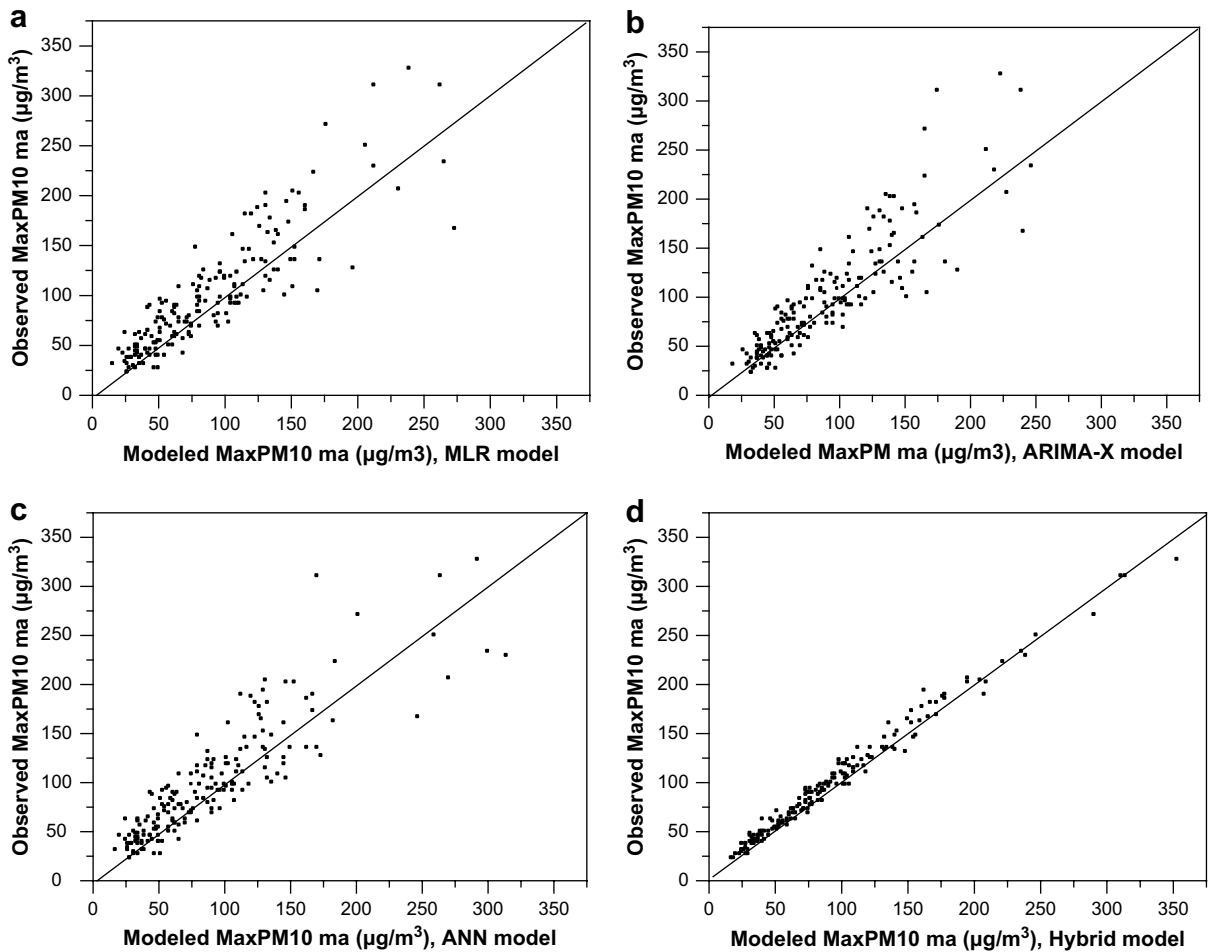 a
Observed MaxPM10 ma (µg/m³)
350
300
250
200
150
100
50
0
0 50 100 150 200 250 300 350
Modeled MaxPM10 ma (µg/m3), MLR model
b
Observed MaxPM10 ma (µg/m³)
350
300
250
200
150
100
50
0
0 50 100 150 200 250 300 350
Modeled MaxPM ma (µg/m3), ARIMA-X model
c
Observed MaxPM10 ma (µg/m³)
350
300
250
200
150
100
50
0
0 50 100 150 200 250 300 350
Modeled MaxPM10 ma (µg/m³), ANN model
d
Observed MaxPM10 ma (µg/m³)
350
300
250
200
150
100
50
0
0 50 100 150 200 250 300 350
Modeled MaxPM10 ma (µg/m³), Hybrid model